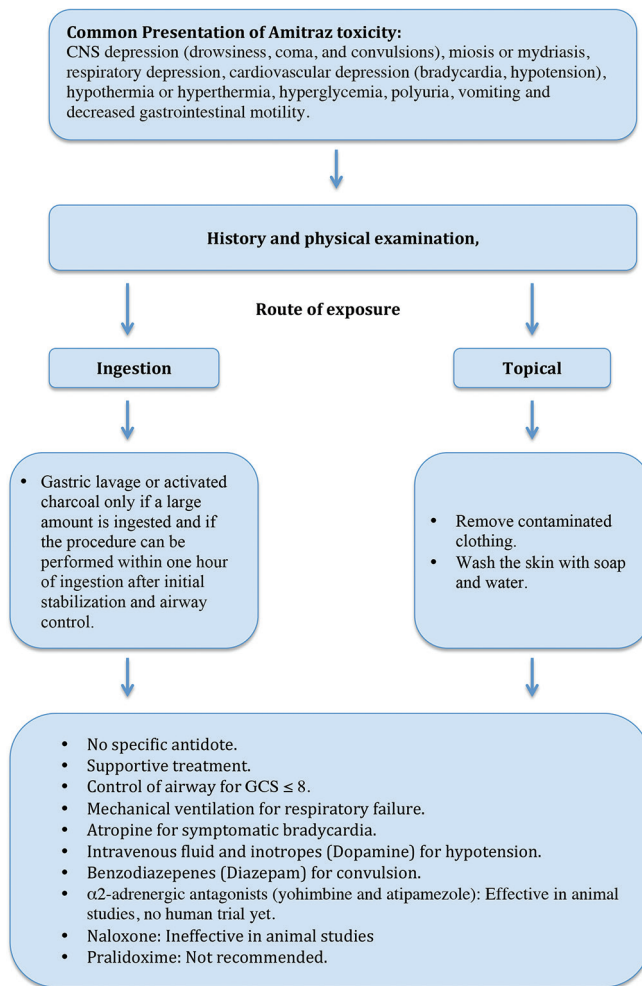 Common Presentation of Amitraz toxicity:
CNS depression (drowsiness, coma, and convulsions), miosis or mydriasis,
respiratory depression, cardiovascular depression (bradycardia, hypotension),
hypothermia or hyperthermia, hyperglycemia, polyuria, vomiting and
decreased gastrointestinal motility.
History and physical examination,
Route of exposure
Ingestion
Topical
• Gastric lavage or activated
charcoal only if a large
amount is ingested and if
the procedure can be
performed within one hour
of ingestion after initial
stabilization and airway
control.
• Remove contaminated
clothing.
• Wash the skin with soap
and water.
• No specific antidote.
• Supportive treatment.
• Control of airway for GCS ≤ 8.
• Mechanical ventilation for respiratory failure.
• Atropine for symptomatic bradycardia.
• Intravenous fluid and inotropes (Dopamine) for hypotension.
• Benzodiazepenes (Diazepam) for convulsion.
• α2-adrenergic antagonists (yohimbine and atipamezole): Effective in animal
studies, no human trial yet.
• Naloxone: Ineffective in animal studies
• Pralidoxime: Not recommended.